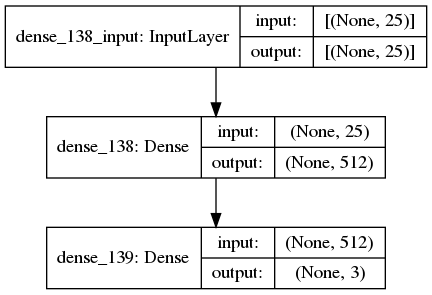 dense_138_input: InputLayer
input: [(None, 25)]
output: [(None, 25)]
dense_138: Dense
input: (None, 25)
output: (None, 512)
dense_139: Dense
input: (None, 512)
output: (None, 3)